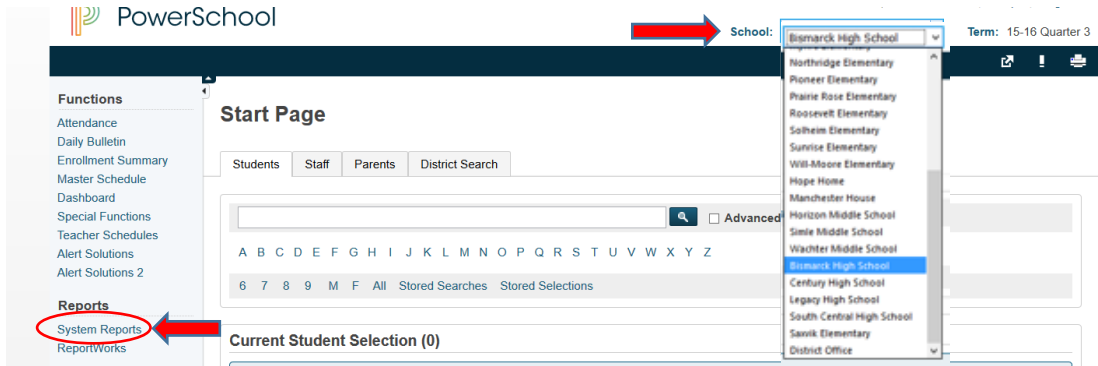 PowerSchool
School: Bismarck High School Term: 15-16 Quarter 3
Northridge Elementary
Pioneer Elementary
Prairie Rose Elementary
Roosevelt Elementary
Solheim Elementary
Sunrise Elementary
Will-Moore Elementary
Hope Home
Manchester House
Horizon Middle School
Simle Middle School
Wachter Middle School
Bismarck High School
Century High School
Legacy High School
South Central High School
Saxvik Elementary
District Office
Functions
Attendance
Daily Bulletin
Enrollment Summary
Master Schedule
Dashboard
Special Functions
Teacher Schedules
Alert Solutions
Alert Solutions 2
Reports
System Reports
ReportWorks
Start Page
Students Staff Parents District Search
Advanced
A B C D E F G H I J K L M N O P Q R S T U V W X Y Z
6 7 8 9 M F All Stored Searches Stored Selections
Current Student Selection (0)